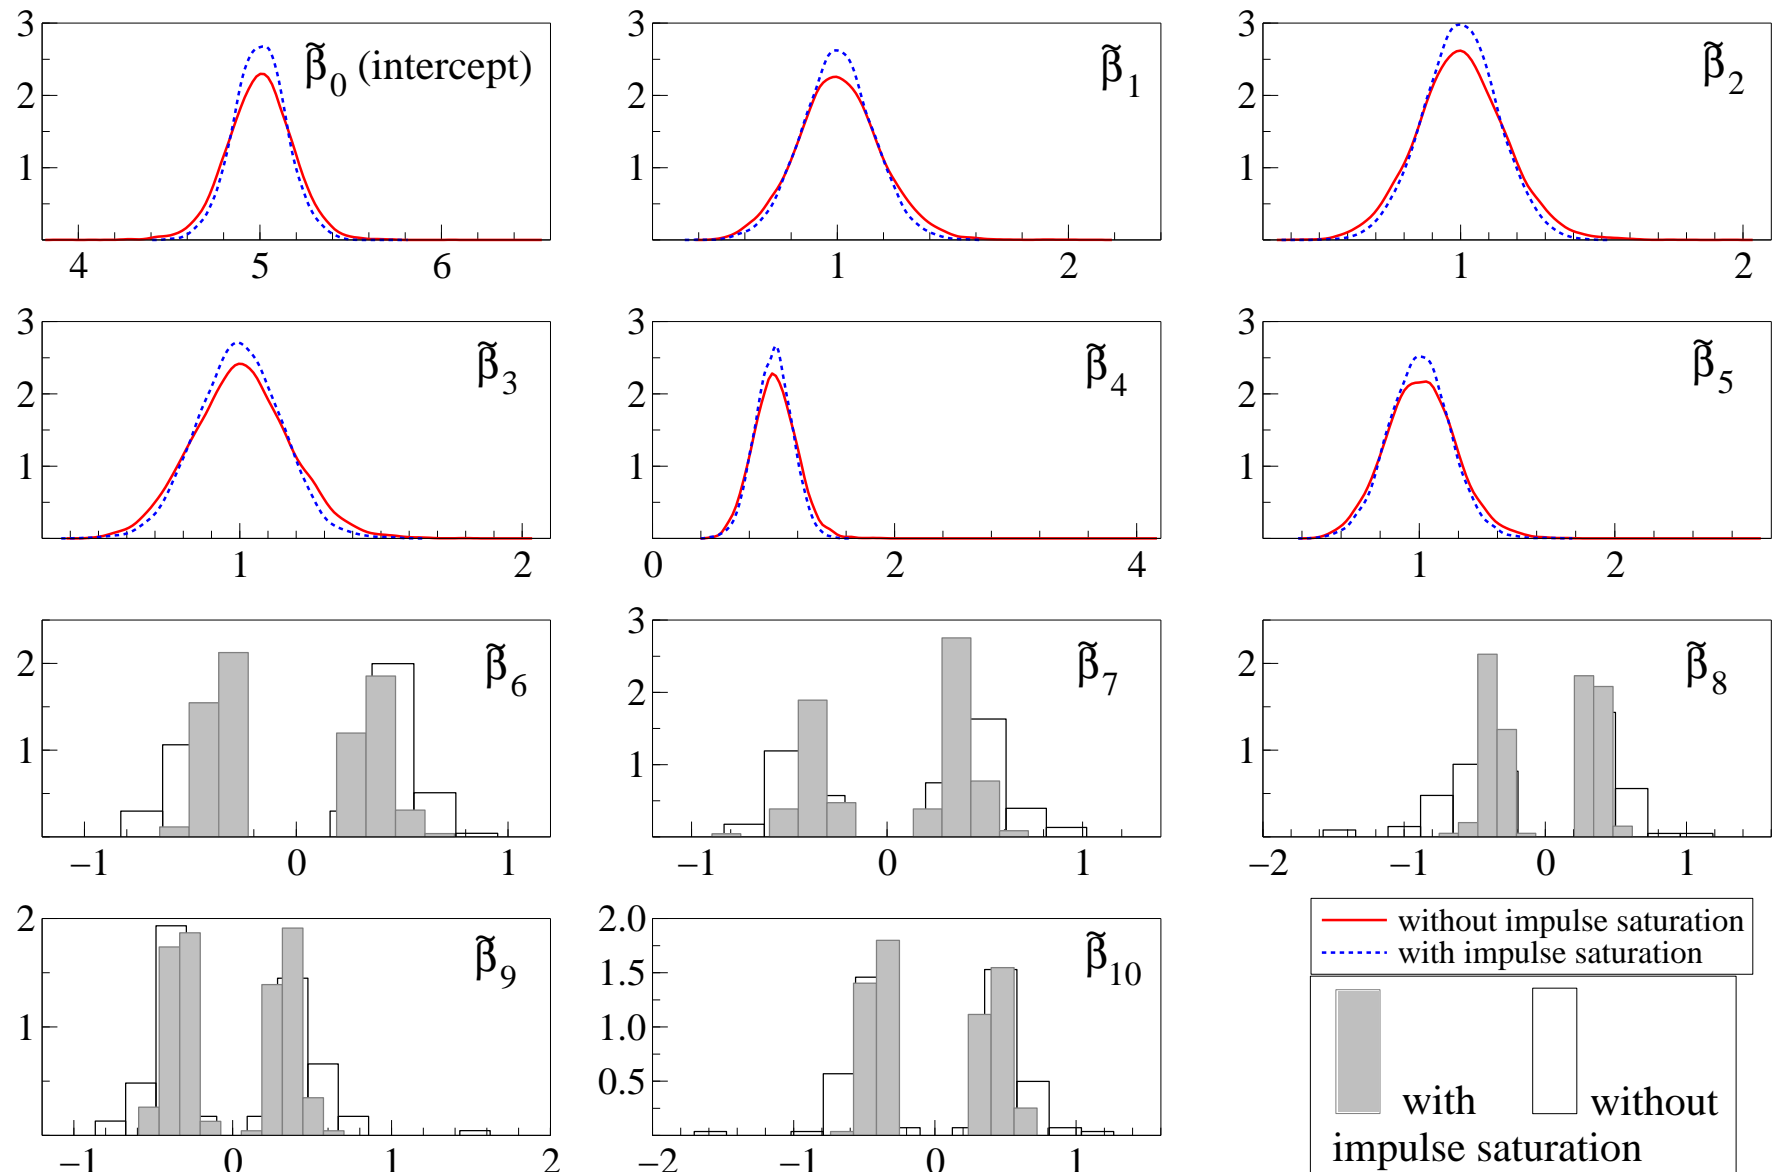 3 β̃0 (intercept) 3 β̃1 3 β̃2
2 2 2
1 1 1
4 5 6 1 2 1 2
3 β̃3 3 β̃4 3 β̃5
2 2 2
1 1 1
1 2 0 2 4 1 2
2 β̃6 3 β̃7 2 β̃8
2
1 1 1
−1 0 1 −1 0 1 −2 −1 0 1
2 β̃9 2.0 β̃10 without impulse saturation
with impulse saturation
1.5
1 1.0
0.5 with without
impulse saturation
−1 0 1 2 −2 −1 0 1